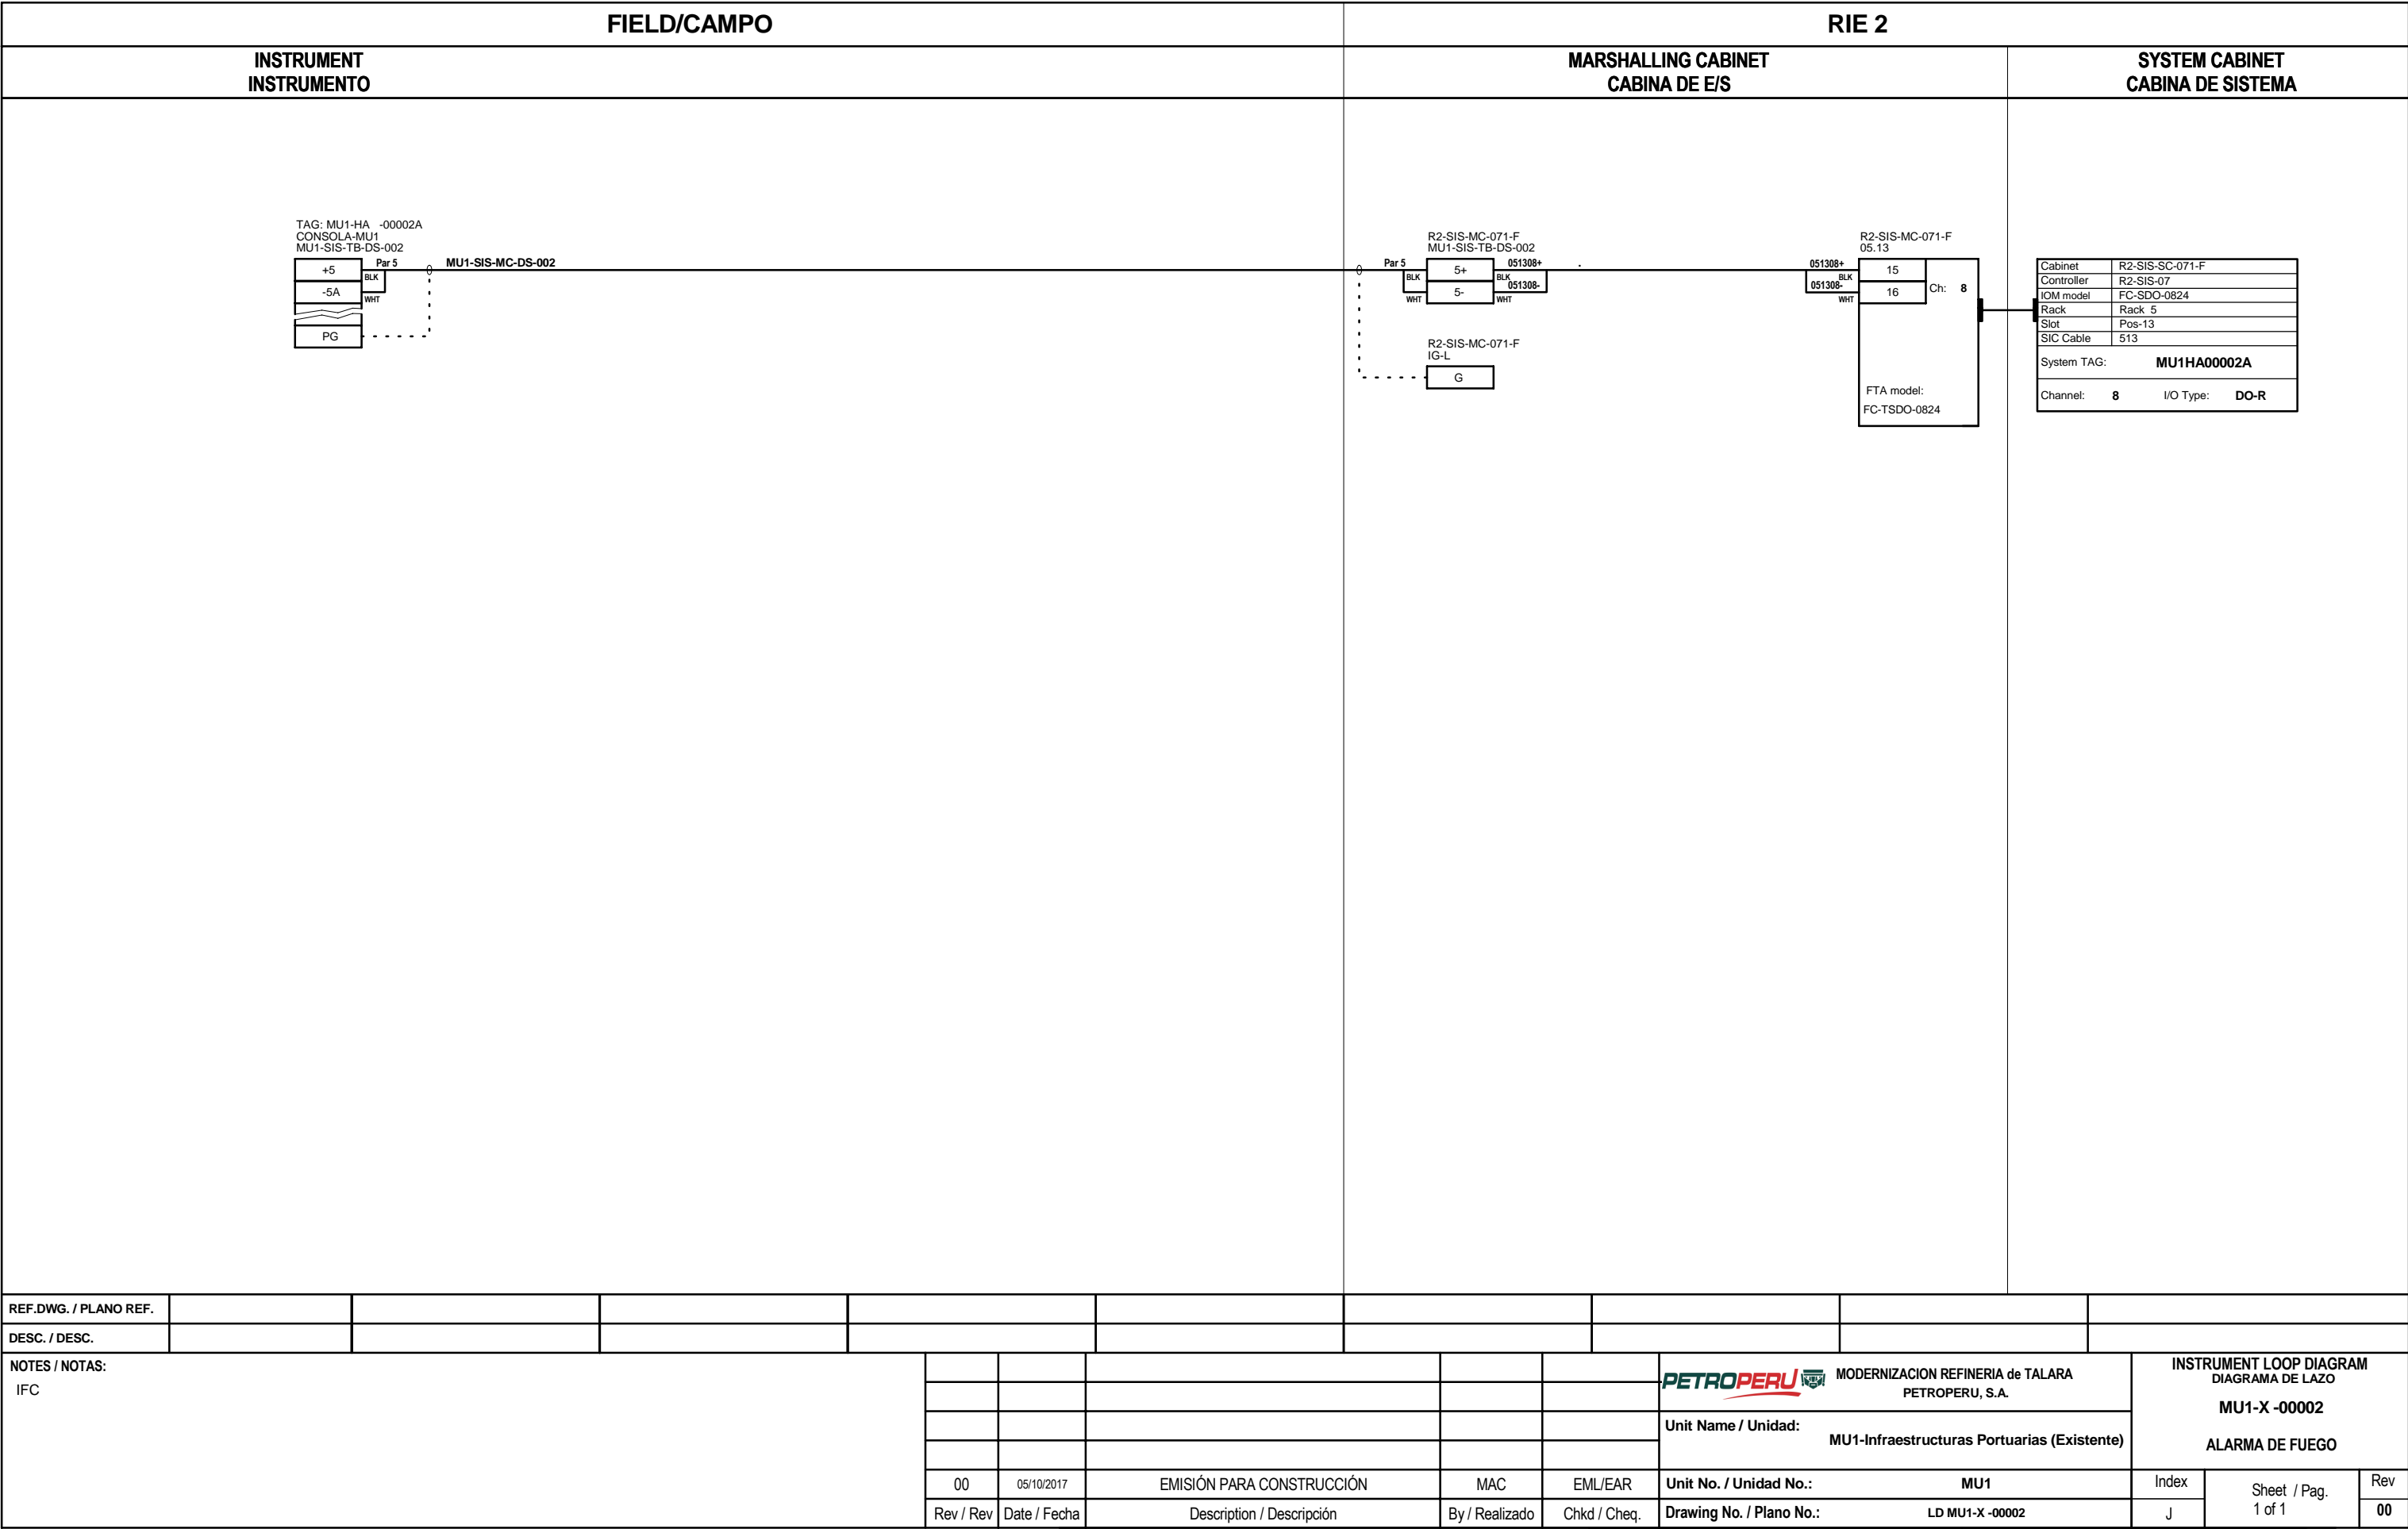 FIELD/CAMPO
RIE 2
INSTRUMENT
INSTRUMENTO
MARSHALLING CABINET
CABINA DE E/S
SYSTEM CABINET
CABINA DE SISTEMA
TAG: MU1-HA -00002A
CONSOLA-MU1
MU1-SIS-TB-DS-002
+5
-5A
PG
Par 5
BLK
WHT
MU1-SIS-MC-DS-002
Par 5
BLK
WHT
R2-SIS-MC-071-F
MU1-SIS-TB-DS-002
5+
5-
051308+
BLK
051308-
WHT
.
R2-SIS-MC-071-F
IG-L
G
051308+
BLK
051308-
WHT
R2-SIS-MC-071-F
05.13
15
16
Ch: 8
FTA model:
FC-TSDO-0824
Cabinet R2-SIS-SC-071-F
Controller R2-SIS-07
IOM model FC-SDO-0824
Rack Rack 5
Slot Pos-13
SIC Cable 513
System TAG: MU1HA00002A
Channel: 8 I/O Type: DO-R
REF.DWG. / PLANO REF.
DESC. / DESC.
NOTES / NOTAS:
IFC
00 05/10/2017 EMISIÓN PARA CONSTRUCCIÓN MAC EML/EAR
Rev / Rev Date / Fecha Description / Descripción By / Realizado Chkd / Cheq.
PETROPERU
MODERNIZACION REFINERIA de TALARA
PETROPERU, S.A.
Unit Name / Unidad:
MU1-Infraestructuras Portuarias (Existente)
Unit No. / Unidad No.: MU1
Drawing No. / Plano No.: LD MU1-X -00002
INSTRUMENT LOOP DIAGRAM
DIAGRAMA DE LAZO
MU1-X -00002
ALARMA DE FUEGO
Index
J
Sheet / Pag.
1 of 1
Rev
00